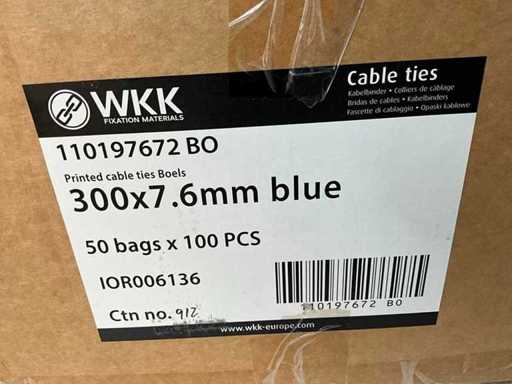 WKK
FIXATION MATERIALS
Cable ties
Kabelbinder • Colliers de câblage
Bridas de cables • Kabelbinders
Fascette di cablaggio • Opaski kablowe
110197672 BO
Printed cable ties Boels
300x7.6mm blue
50 bags x 100 PCS
IOR006136
110197672 BO
Ctn no. 912
www.wkk-europe.com